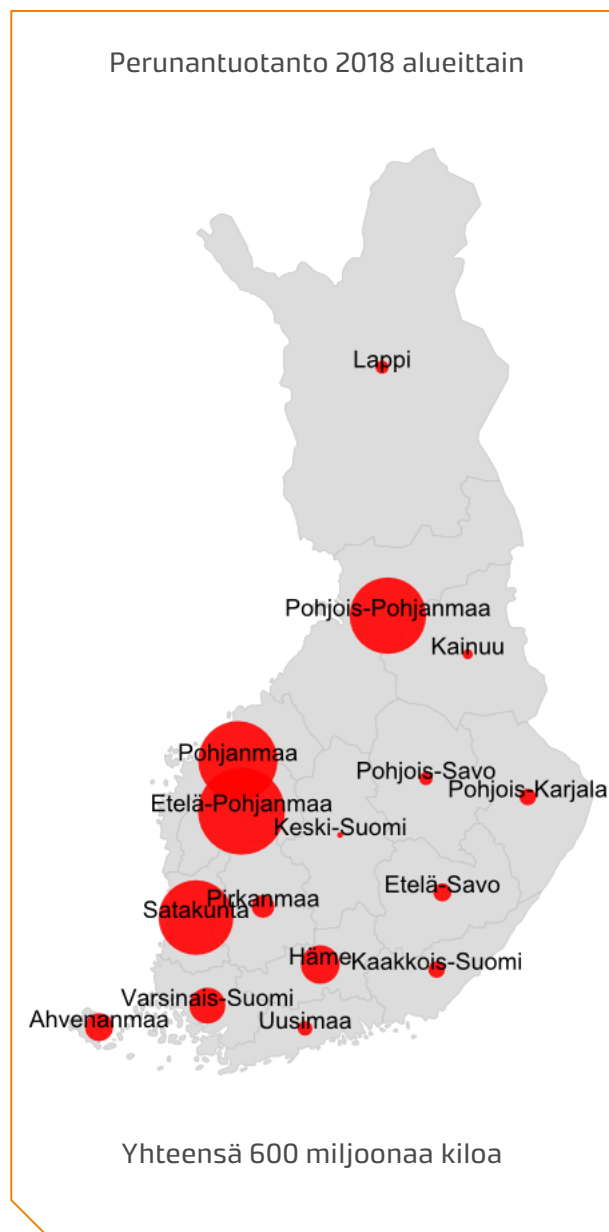 Perunantuotanto 2018 alueittain
Lappi
Pohjois-Pohjanmaa
Kainuu
Pohjanmaa
Pohjois-Savo
Pohjois-Karjala
Etelä-Pohjanmaa
Keski-Suomi
Etelä-Savo
Pirkanmaa
Satakunta
Häme
Kaakkois-Suomi
Varsinais-Suomi
Ahvenanmaa
Uusimaa
Yhteensä 600 miljoonaa kiloa